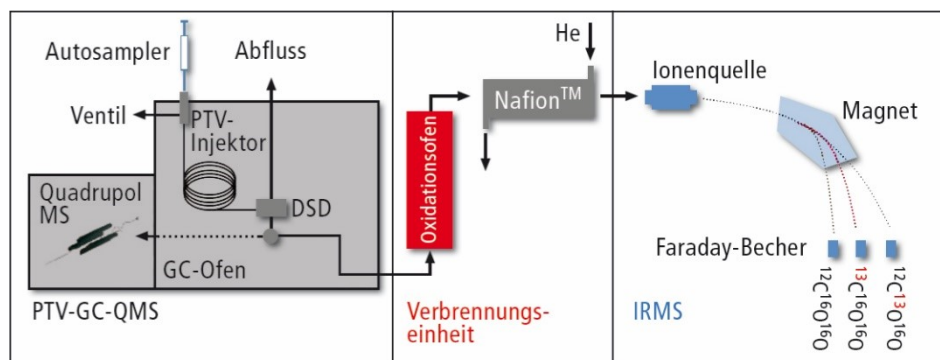 Autosampler
Abfluss
Ventil
PTV-
Injektor
Quadrupol
MS
DSD
GC-Ofen
PTV-GC-QMS
He
Nafion™
Oxidationsofen
Verbrennungs-
einheit
Ionenquelle
Magnet
Faraday-Becher
¹²C¹⁶O¹⁶O
¹³C¹⁶O¹⁶O
¹²C¹³O¹⁶O
IRMS